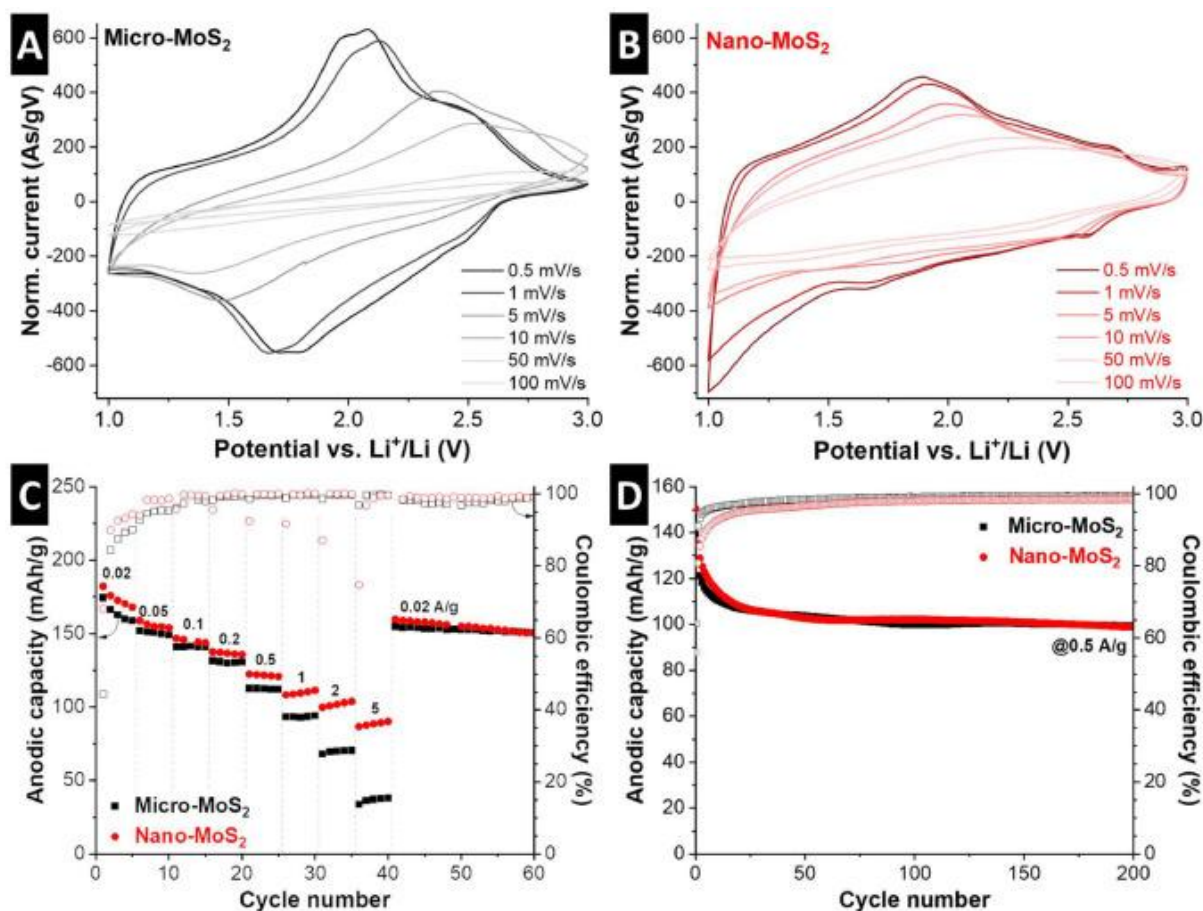 A
Micro-MoS₂
Norm. current (As/gV)
600
400
200
0
-200
-400
-600
0.5 mV/s
1 mV/s
5 mV/s
10 mV/s
50 mV/s
100 mV/s
1.0 1.5 2.0 2.5 3.0
Potential vs. Li⁺/Li (V)
B
Nano-MoS₂
Norm. current (As/gV)
600
400
200
0
-200
-400
-600
0.5 mV/s
1 mV/s
5 mV/s
10 mV/s
50 mV/s
100 mV/s
1.0 1.5 2.0 2.5 3.0
Potential vs. Li⁺/Li (V)
C
Anodic capacity (mAh/g)
250
200
150
100
50
0
0.02
0.05
0.1
0.2
0.5
1
2
5
0.02 A/g
Micro-MoS₂
Nano-MoS₂
100
80
60
40
20
0
Coulombic efficiency (%)
0 10 20 30 40 50 60
Cycle number
D
Anodic capacity (mAh/g)
160
140
120
100
80
60
40
20
0
Micro-MoS₂
Nano-MoS₂
@0.5 A/g
100
80
60
40
20
0
Coulombic efficiency (%)
0 50 100 150 200
Cycle number